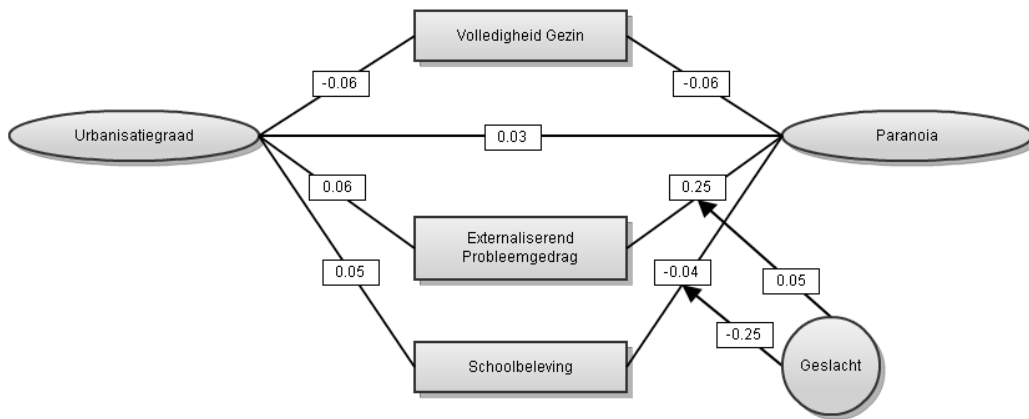 Volledigheid Gezin
-0.06
-0.06
Urbanisatiegraad
0.03
Paranoia
0.06
0.25
Externaliserend
Probleemgedrag
0.05
-0.04
0.05
-0.25
Schoolbeleving
Geslacht